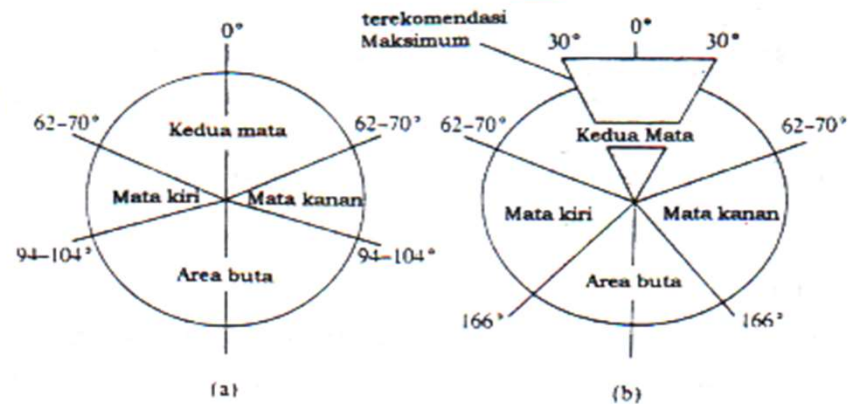 0°
62-70°
62-70°
Kedua mata
Mata kiri
Mata kanan
94-104°
94-104°
Area buta
(a)
terekomendasi
Maksimum
30°
0°
30°
62-70°
62-70°
Kedua Mata
Mata kiri
Mata kanan
Area buta
166°
166°
(b)